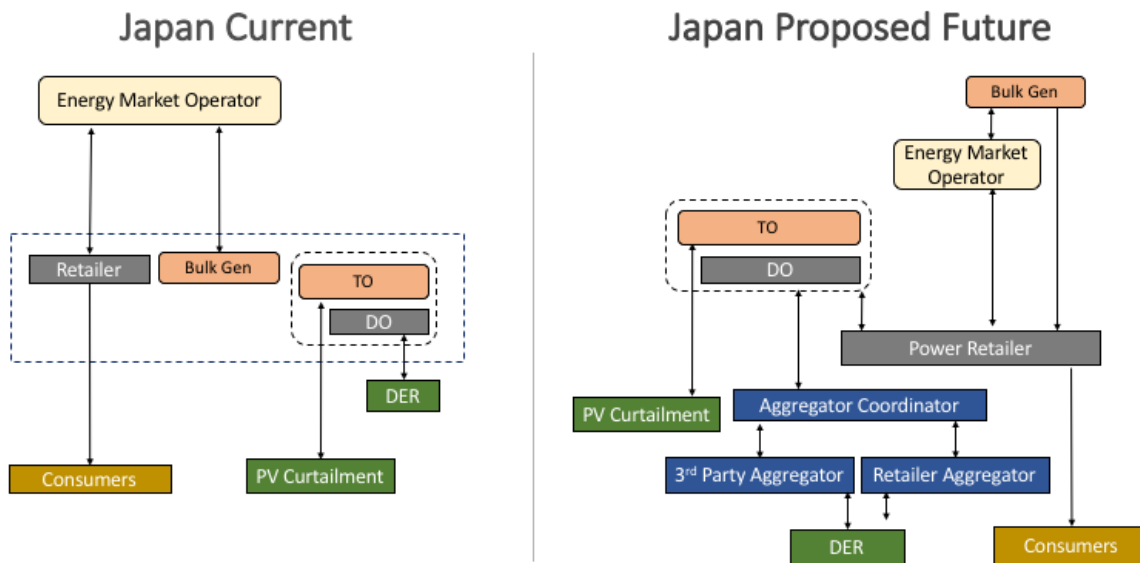 Japan Current
Energy Market Operator
Retailer
Bulk Gen
TO
DO
DER
Consumers
PV Curtailment
Japan Proposed Future
Bulk Gen
Energy Market
Operator
TO
DO
Power Retailer
PV Curtailment
Aggregator Coordinator
3rd Party Aggregator
Retailer Aggregator
DER
Consumers